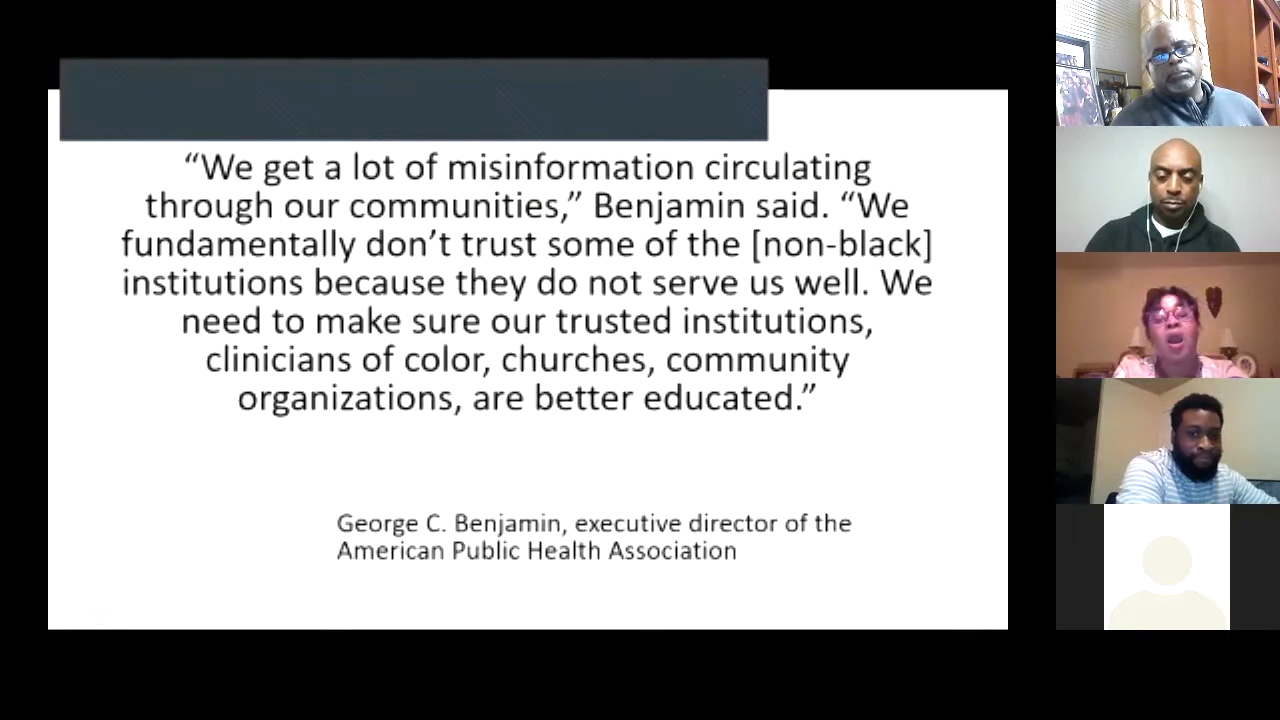 “We get a lot of misinformation circulating
through our communities,” Benjamin said. “We
fundamentally don’t trust some of the [non-black]
institutions because they do not serve us well. We
need to make sure our trusted institutions,
clinicians of color, churches, community
organizations, are better educated.”
George C. Benjamin, executive director of the
American Public Health Association